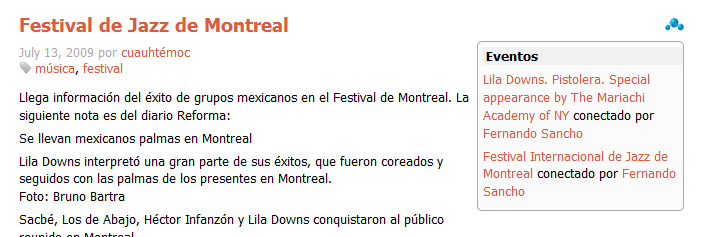 Festival de Jazz de Montreal
July 13, 2009 por cuauhtémoc
música, festival
Llega información del éxito de grupos mexicanos en el Festival de Montreal. La
siguiente nota es del diario Reforma:
Se llevan mexicanos palmas en Montreal
Lila Downs interpretó una gran parte de sus éxitos, que fueron coreados y
seguidos con las palmas de los presentes en Montreal.
Foto: Bruno Bartra
Sacbé, Los de Abajo, Héctor Infanzón y Lila Downs conquistaron al público
reunido en Montreal
Eventos
Lila Downs. Pistolera. Special
appearance by The Mariachi
Academy of NY conectado por
Fernando Sancho
Festival Internacional de Jazz de
Montreal conectado por Fernando
Sancho